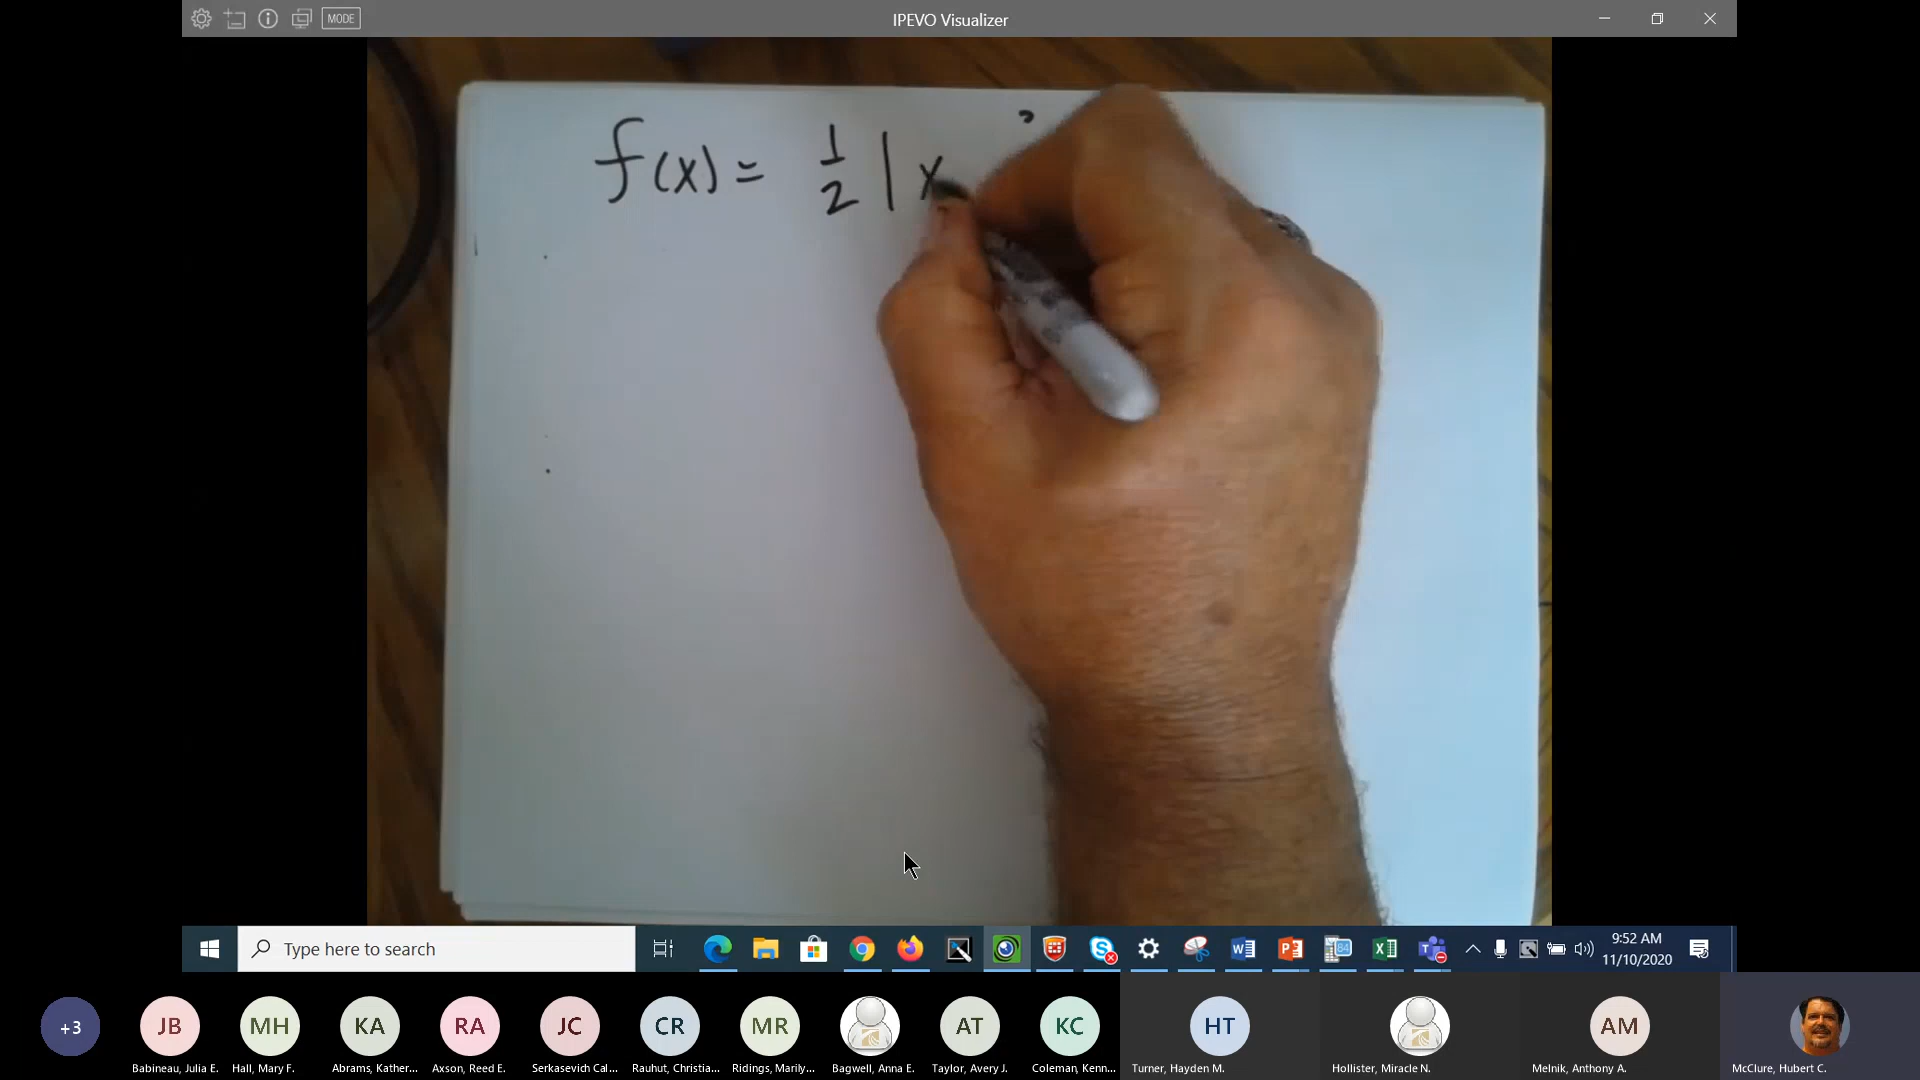 MODE
IPEVO Visualizer
f(x) = 1/2 | x
Type here to search
9:52 AM
11/10/2020
+3
JB
MH
KA
RA
JC
CR
MR
AT
KC
HT
AM
Babineau, Julia E.
Hall, Mary F.
Abrams, Kather...
Axson, Reed E.
Serkasevich Cal...
Rauhut, Christia...
Ridings, Marily...
Bagwell, Anna E.
Taylor, Avery J.
Coleman, Kenn...
Turner, Hayden M.
Hollister, Miracle N.
Melnik, Anthony A.
McClure, Hubert C.